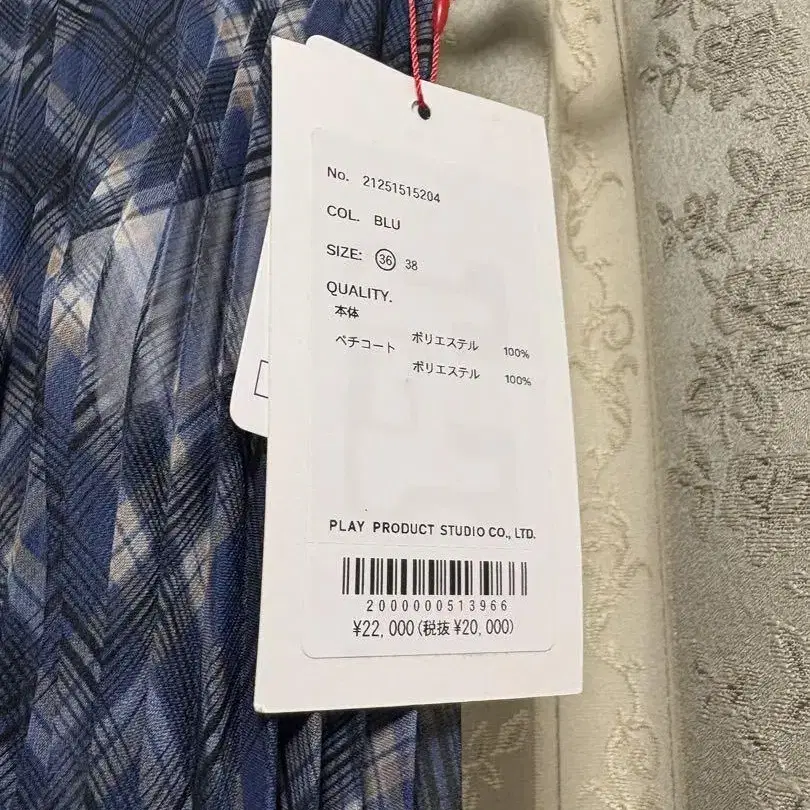 No. 21251515204
COL. BLU
SIZE: 36 38
QUALITY.
本体
ポリエステル 100%
ペチコート
ポリエステル 100%
PLAY PRODUCT STUDIO CO., LTD.
2000000513966
¥22,000(税抜¥20,000)